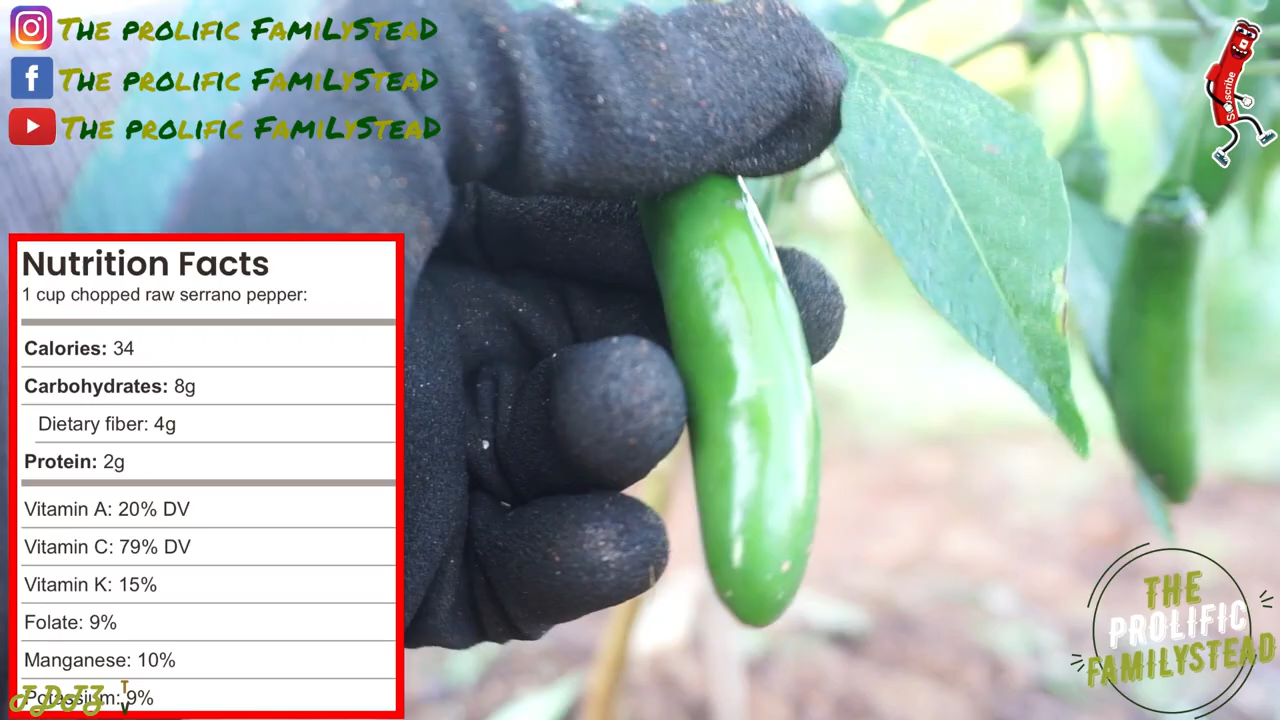 THE PROLIFIC FAMILYSTEAD
THE PROLIFIC FAMILYSTEAD
THE PROLIFIC FAMILYSTEAD
Subscribe
Nutrition Facts
1 cup chopped raw serrano pepper:
Calories: 34
Carbohydrates: 8g
Dietary fiber: 4g
Protein: 2g
Vitamin A: 20% DV
Vitamin C: 79% DV
Vitamin K: 15%
Folate: 9%
Manganese: 10%
Potassium: 9%
THE
PROLIFIC
FAMILYSTEAD